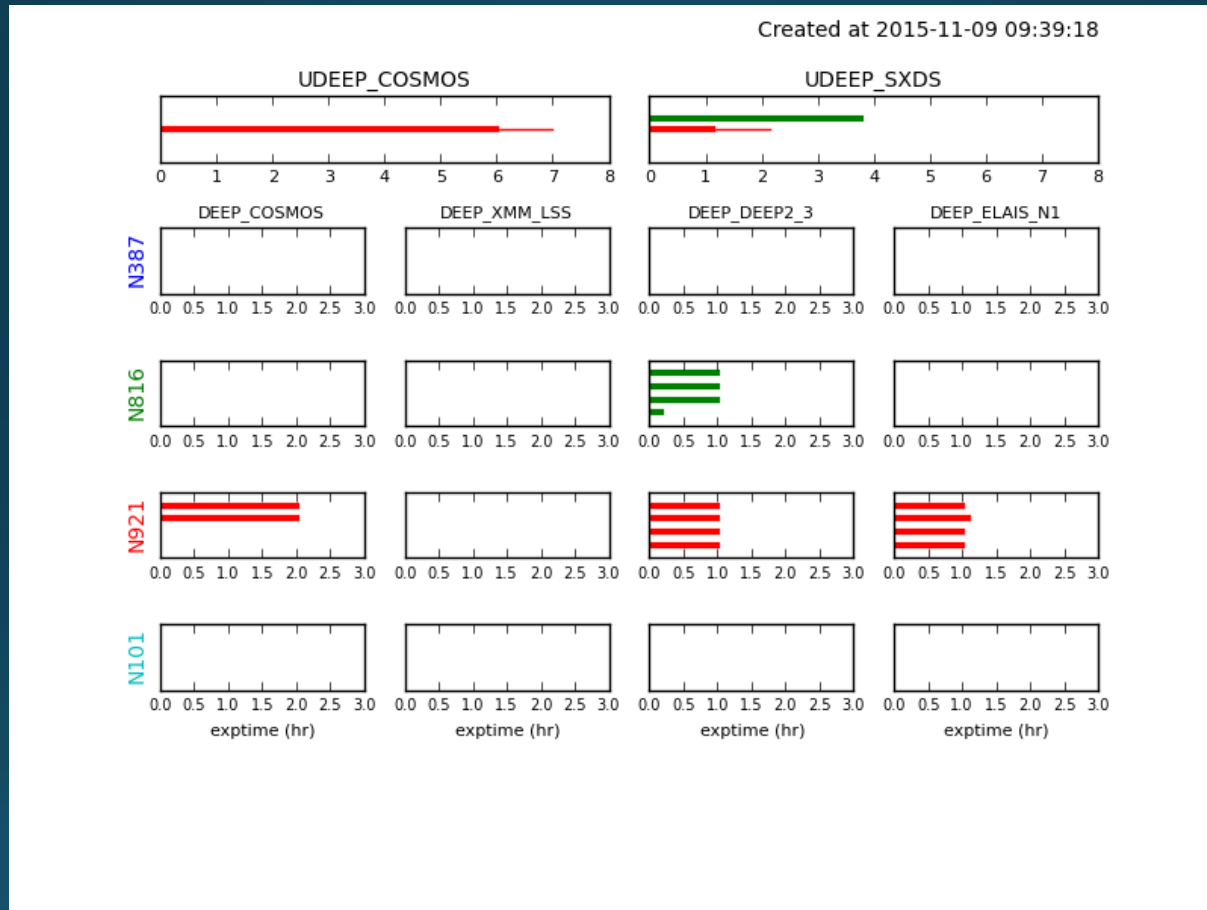 Created at 2015-11-09 09:39:18
UDEEP_COSMOS UDEEP_SXDS
0 1 2 3 4 5 6 7 8 0 1 2 3 4 5 6 7 8
DEEP_COSMOS DEEP_XMM_LSS DEEP_DEEP2_3 DEEP_ELAIS_N1
N387
0.0 0.5 1.0 1.5 2.0 2.5 3.0 0.0 0.5 1.0 1.5 2.0 2.5 3.0 0.0 0.5 1.0 1.5 2.0 2.5 3.0 0.0 0.5 1.0 1.5 2.0 2.5 3.0
N816
0.0 0.5 1.0 1.5 2.0 2.5 3.0 0.0 0.5 1.0 1.5 2.0 2.5 3.0 0.0 0.5 1.0 1.5 2.0 2.5 3.0 0.0 0.5 1.0 1.5 2.0 2.5 3.0
N921
0.0 0.5 1.0 1.5 2.0 2.5 3.0 0.0 0.5 1.0 1.5 2.0 2.5 3.0 0.0 0.5 1.0 1.5 2.0 2.5 3.0 0.0 0.5 1.0 1.5 2.0 2.5 3.0
N101
0.0 0.5 1.0 1.5 2.0 2.5 3.0 0.0 0.5 1.0 1.5 2.0 2.5 3.0 0.0 0.5 1.0 1.5 2.0 2.5 3.0 0.0 0.5 1.0 1.5 2.0 2.5 3.0
exptime (hr) exptime (hr) exptime (hr) exptime (hr)